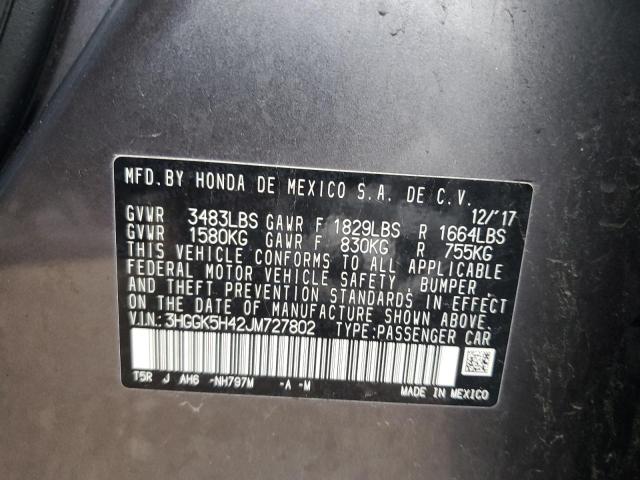 MFD. BY HONDA DE MEXICO S.A. DE C.V.
12/'17
GVWR 3483LBS GAWR F 1829LBS R 1664LBS
GVWR 1580KG GAWR F 830KG R 755KG
THIS VEHICLE CONFORMS TO ALL APPLICABLE
FEDERAL MOTOR VEHICLE SAFETY, BUMPER
AND THEFT PREVENTION STANDARDS IN EFFECT
ON THE DATE OF MANUFACTURE SHOWN ABOVE.
V.I.N.: 3HGGK5H42JM727802 TYPE:PASSENGER CAR
T5R J AH6 -NH797M -A -M
MADE IN MEXICO